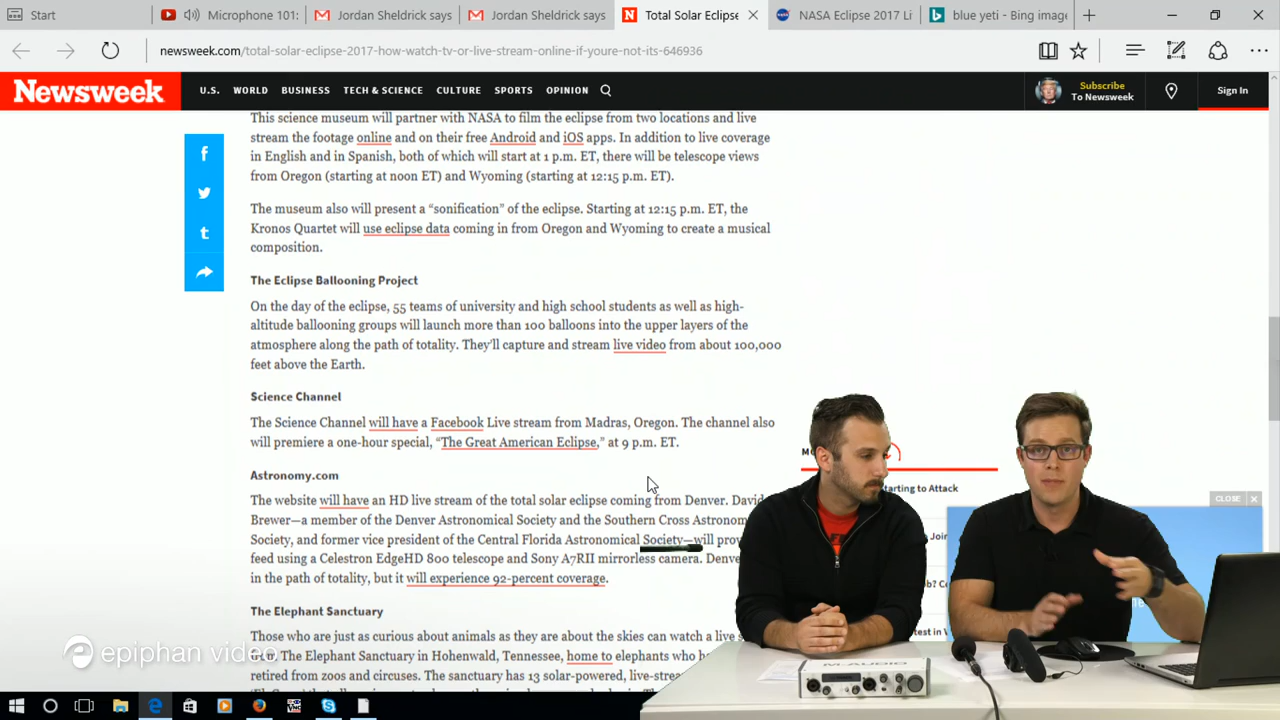 Start
Microphone 101:
Jordan Sheldrick says
Jordan Sheldrick says
Total Solar Eclipse
NASA Eclipse 2017 Li
blue yeti - Bing image
newsweek.com/total-solar-eclipse-2017-how-watch-tv-or-live-stream-online-if-youre-not-its-646936
Newsweek
U.S. WORLD BUSINESS TECH & SCIENCE CULTURE SPORTS OPINION
Subscribe
To Newsweek
Sign In
This science museum will partner with NASA to film the eclipse from two locations and live
stream the footage online and on their free Android and iOS apps. In addition to live coverage
in English and in Spanish, both of which will start at 1 p.m. ET, there will be telescope views
from Oregon (starting at noon ET) and Wyoming (starting at 12:15 p.m. ET).
The museum also will present a “sonification” of the eclipse. Starting at 12:15 p.m. ET, the
Kronos Quartet will use eclipse data coming in from Oregon and Wyoming to create a musical
composition.
The Eclipse Ballooning Project
On the day of the eclipse, 55 teams of university and high school students as well as high-
altitude ballooning groups will launch more than 100 balloons into the upper layers of the
atmosphere along the path of totality. They’ll capture and stream live video from about 100,000
feet above the Earth.
Science Channel
The Science Channel will have a Facebook Live stream from Madras, Oregon. The channel also
will premiere a one-hour special, “The Great American Eclipse,” at 9 p.m. ET.
Astronomy.com
The website will have an HD live stream of the total solar eclipse coming from Denver. David
Brewer—a member of the Denver Astronomical Society and the Southern Cross Astronom
Society, and former vice president of the Central Florida Astronomical Society—will prov
feed using a Celestron EdgeHD 800 telescope and Sony A7RII mirrorless camera. Denve
in the path of totality, but it will experience 92-percent coverage.
The Elephant Sanctuary
Those who are just as curious about animals as they are about the skies can watch a live s
The Elephant Sanctuary in Hohenwald, Tennessee, home to elephants who ha
retired from zoos and circuses. The sanctuary has 13 solar-powered, live-strea
tarting to Attack
CLOSE
epiphan video
M-AUDIO